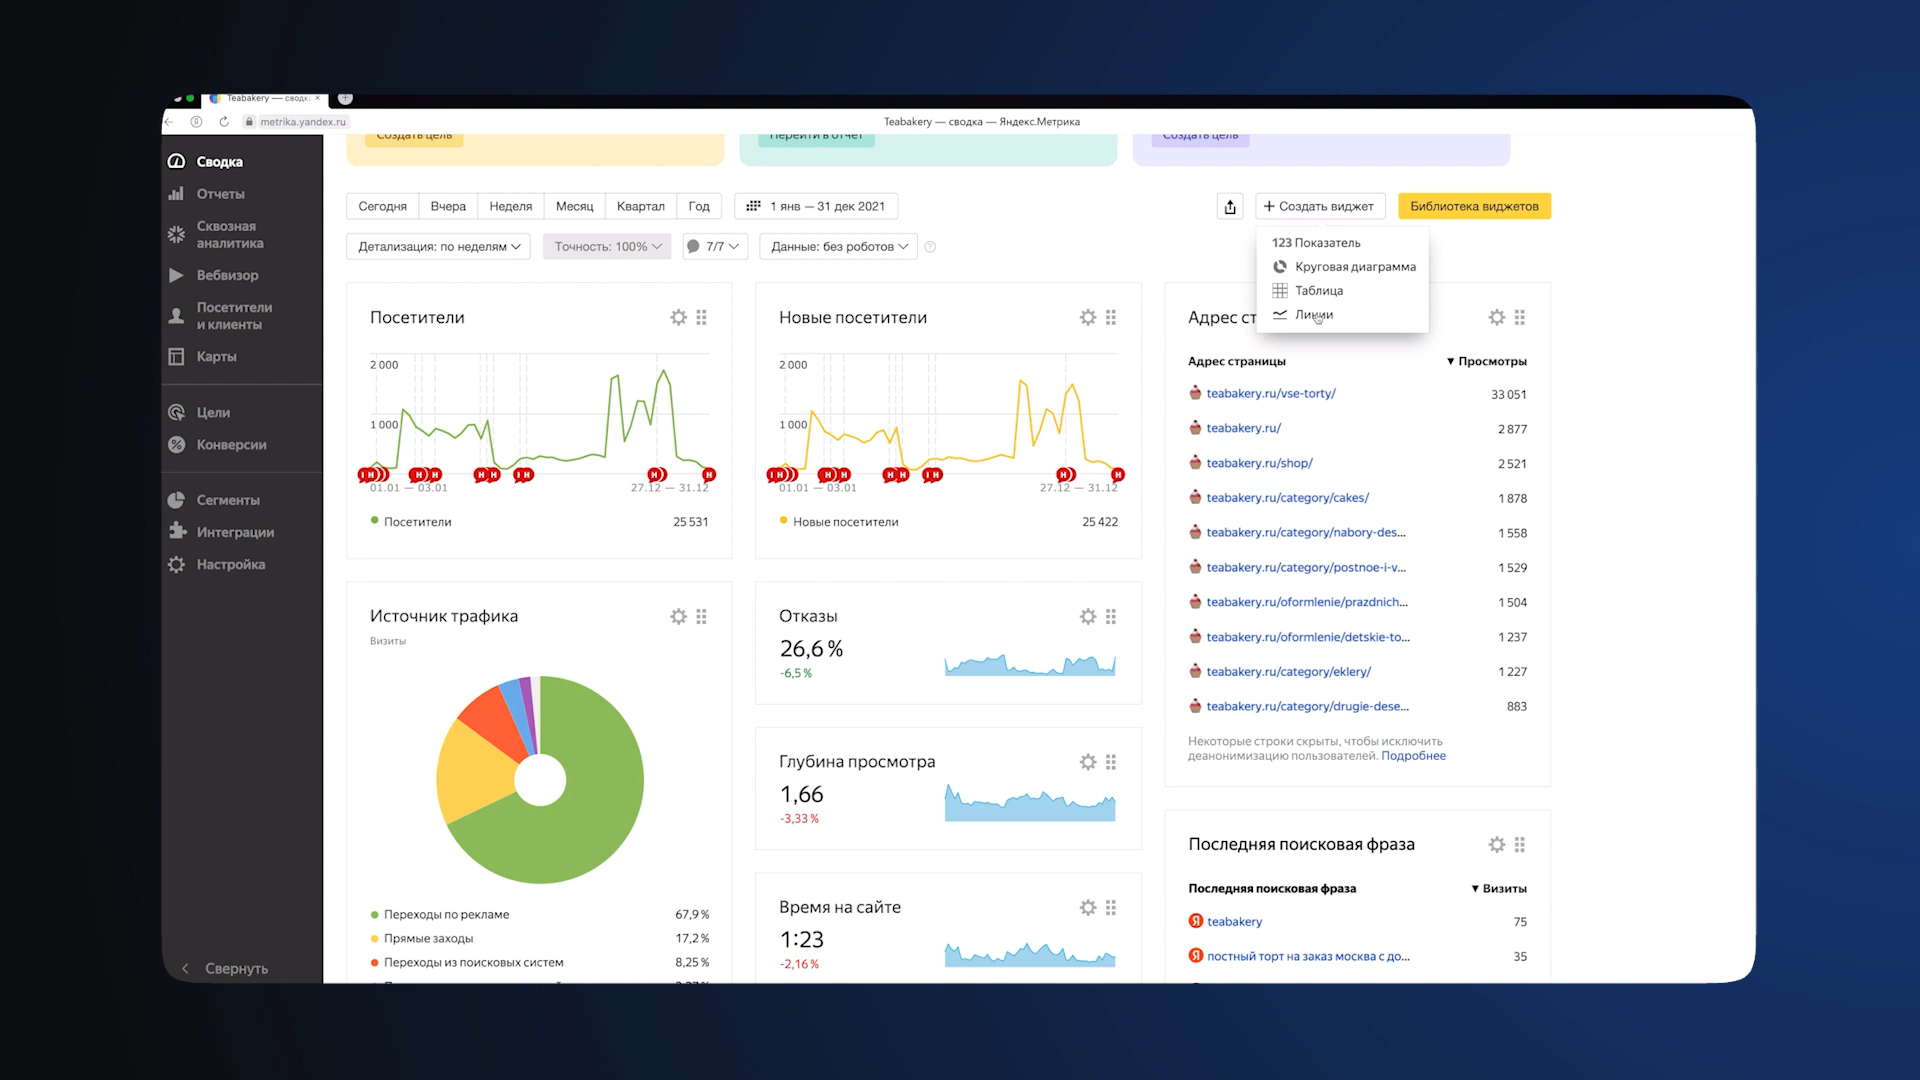 Teabakery — сводка
metrika.yandex.ru
Teabakery — сводка — Яндекс.Метрика
Сводка
Отчеты
Сквозная
аналитика
Вебвизор
Посетители
и клиенты
Карты
Цели
Конверсии
Сегменты
Интеграции
Настройка
Свернуть
Создать цель
Перейти в отчет
Создать цель
Сегодня
Вчера
Неделя
Месяц
Квартал
Год
1 янв — 31 дек 2021
+ Создать виджет
Библиотека виджетов
Детализация: по неделям
Точность: 100%
7/7
Данные: без роботов
?
123 Показатель
Круговая диаграмма
Таблица
Линии
Посетители
2 000
1 000
01.01 — 03.01
27.12 — 31.12
Посетители 25 531
Новые посетители
2 000
1 000
01.01 — 03.01
27.12 — 31.12
Новые посетители 25 422
Источник трафика
Визиты
Переходы по рекламе 67,9 %
Прямые заходы 17,2 %
Переходы из поисковых систем 8,25 %
Отказы
26,6 %
-6,5 %
Глубина просмотра
1,66
-3,33 %
Время на сайте
1:23
-2,16 %
Адрес ст
Адрес страницы ▼ Просмотры
teabakery.ru/vse-torty/ 33 051
teabakery.ru/ 2 877
teabakery.ru/shop/ 2 521
teabakery.ru/category/cakes/ 1 878
teabakery.ru/category/nabory-des... 1 558
teabakery.ru/category/postnoe-i-v... 1 529
teabakery.ru/oformlenie/prazdnich... 1 504
teabakery.ru/oformlenie/detskie-to... 1 237
teabakery.ru/category/eklery/ 1 227
teabakery.ru/category/drugie-dese... 883
Некоторые строки скрыты, чтобы исключить
деанонимизацию пользователей. Подробнее
Последняя поисковая фраза
Последняя поисковая фраза ▼ Визиты
Я teabakery 75
Я постный торт на заказ москва с до... 35